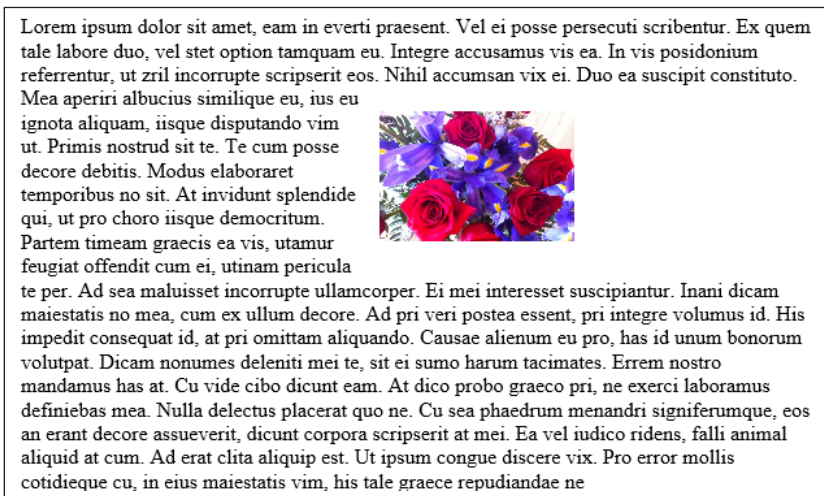 Lorem ipsum dolor sit amet, eam in everti praesent. Vel ei posse persecuti scribentur. Ex quem
tale labore duo, vel stet option tamquam eu. Integre accusamus vis ea. In vis posidonium
referrentur, ut zril incorrupte scripserit eos. Nihil accumsan vix ei. Duo ea suscipit constituto.
Mea aperiri albucius similique eu, ius eu
ignota aliquam, iisque disputando vim
ut. Primis nostrud sit te. Te cum posse
decore debitis. Modus elaboraret
temporibus no sit. At invidunt splendide
qui, ut pro choro iisque democritum.
Partem timeam graecis ea vis, utamur
feugiat offendit cum ei, utinam pericula
te per. Ad sea maluisset incorrupte ullamcorper. Ei mei interesset suscipiantur. Inani dicam
maiestatis no mea, cum ex ullum decore. Ad pri veri postea essent, pri integre volumus id. His
impedit consequat id, at pri omittam aliquando. Causae alienum eu pro, has id unum bonorum
volutpat. Dicam nonumes deleniti mei te, sit ei sumo harum tacimates. Errem nostro
mandamus has at. Cu vide cibo dicunt eam. At dico probo graeco pri, ne exerci laboramus
definiebas mea. Nulla delectus placerat quo ne. Cu sea phaedrum menandri signiferumque, eos
an erant decore assueverit, dicunt corpora scripserit at mei. Ea vel iudico ridens, falli animal
aliquid at cum. Ad erat clita aliquip est. Ut ipsum congue discere vix. Pro error mollis
cotidieque cu, in eius maiestatis vim, his tale graece repudiandae ne